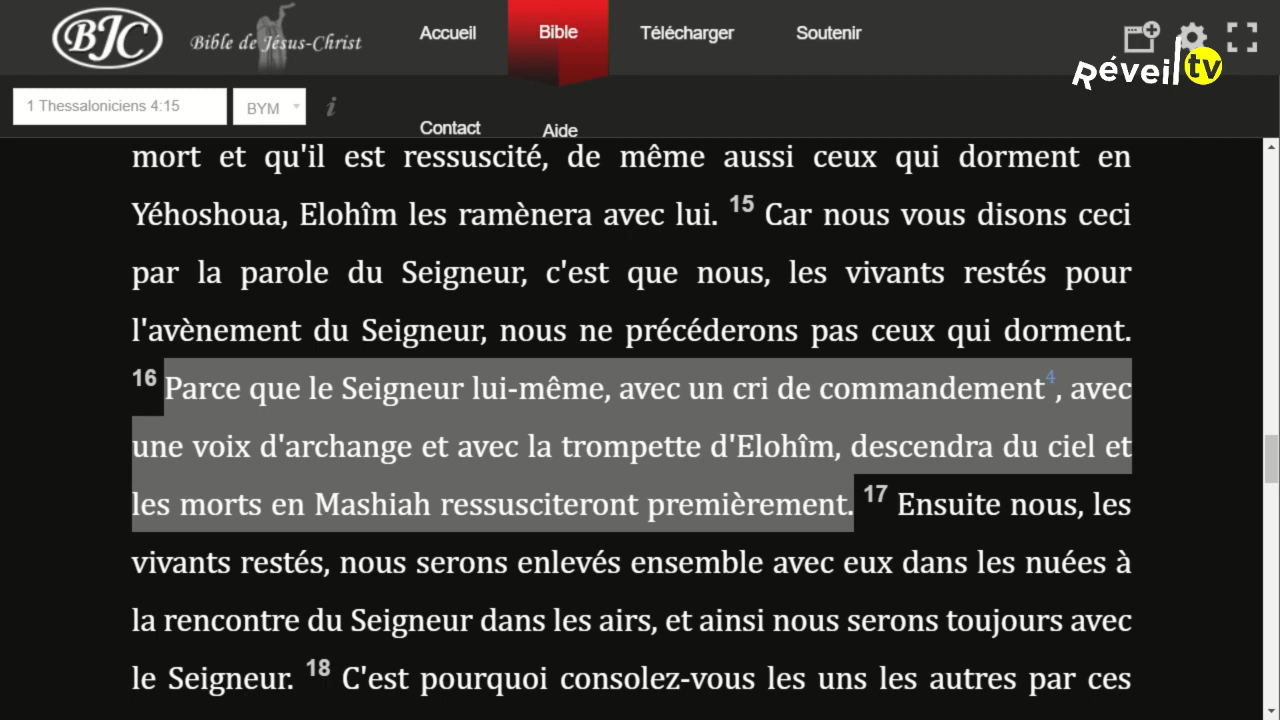 BJC Bible de Jésus-Christ Accueil Bible Télécharger Soutenir
Réveil tv
1 Thessaloniciens 4:15 BYM i
Contact Aide
mort et qu'il est ressuscité, de même aussi ceux qui dorment en
Yéhoshoua, Elohîm les ramènera avec lui. 15 Car nous vous disons ceci
par la parole du Seigneur, c'est que nous, les vivants restés pour
l'avènement du Seigneur, nous ne précéderons pas ceux qui dorment.
16 Parce que le Seigneur lui-même, avec un cri de commandement4, avec
une voix d'archange et avec la trompette d'Elohîm, descendra du ciel et
les morts en Mashiah ressusciteront premièrement. 17 Ensuite nous, les
vivants restés, nous serons enlevés ensemble avec eux dans les nuées à
la rencontre du Seigneur dans les airs, et ainsi nous serons toujours avec
le Seigneur. 18 C'est pourquoi consolez-vous les uns les autres par ces